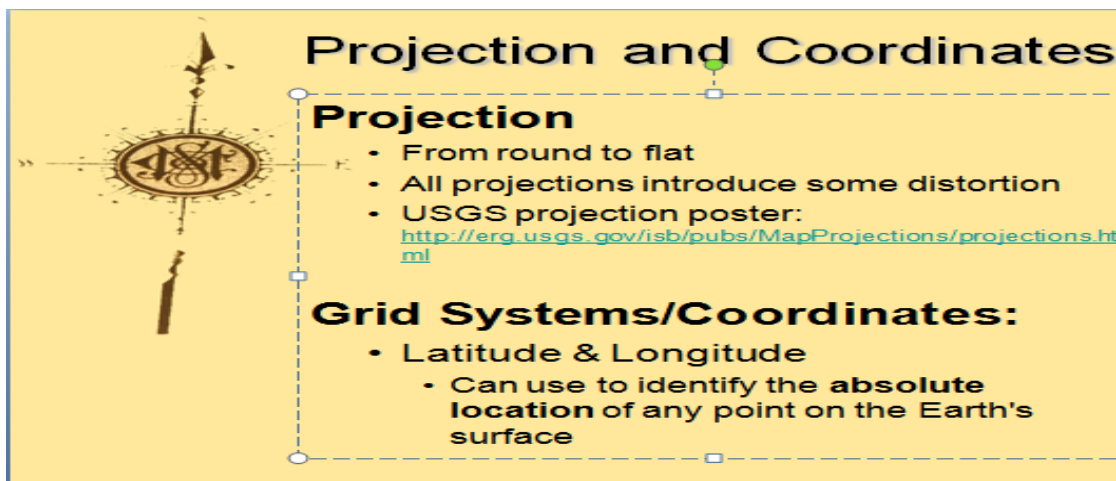 Projection and Coordinates
Projection
• From round to flat
• All projections introduce some distortion
• USGS projection poster:
http://erg.usgs.gov/isb/pubs/MapProjections/projections.ht
ml
Grid Systems/Coordinates:
• Latitude & Longitude
• Can use to identify the absolute
location of any point on the Earth's
surface